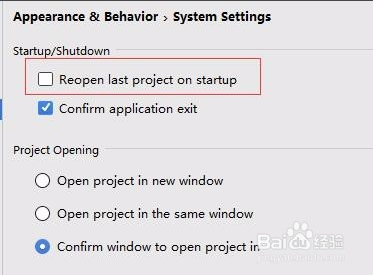 Appearance & Behavior › System Settings
Startup/Shutdown
Reopen last project on startup
Confirm application exit
Project Opening
Open project in new window
Open project in the same window
Confirm window to open project in
Baidu 经验